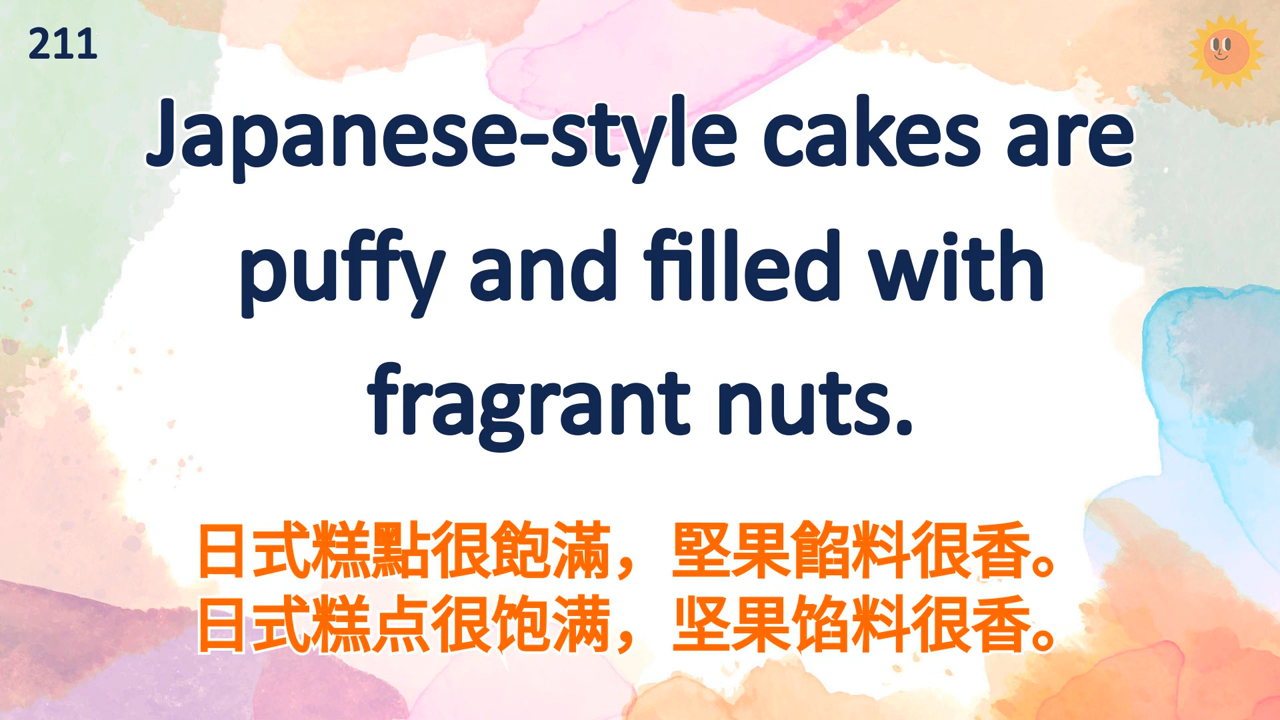 211
Japanese-style cakes are
puffy and filled with
fragrant nuts.
日式糕點很飽滿，堅果餡料很香。
日式糕点很饱满，坚果馅料很香。